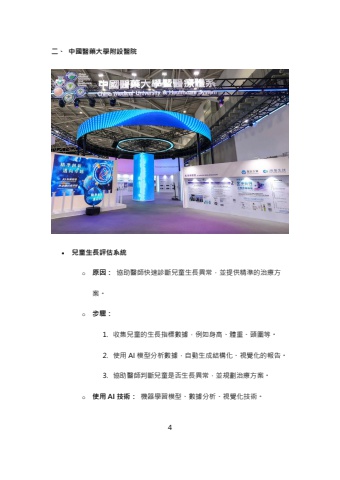 二、 中國醫藥大學附設醫院
中國醫藥大學暨醫療體系
China Medical University & Healthcare System
• 兒童生長評估系統
o 原因： 協助醫師快速診斷兒童生長異常，並提供精準的治療方
案。
o 步驟：
1. 收集兒童的生長指標數據，例如身高、體重、頭圍等。
2. 使用 AI 模型分析數據，自動生成結構化、視覺化的報告。
3. 協助醫師判斷兒童是否生長異常，並規劃治療方案。
o 使用 AI 技術： 機器學習模型、數據分析、視覺化技術。
4